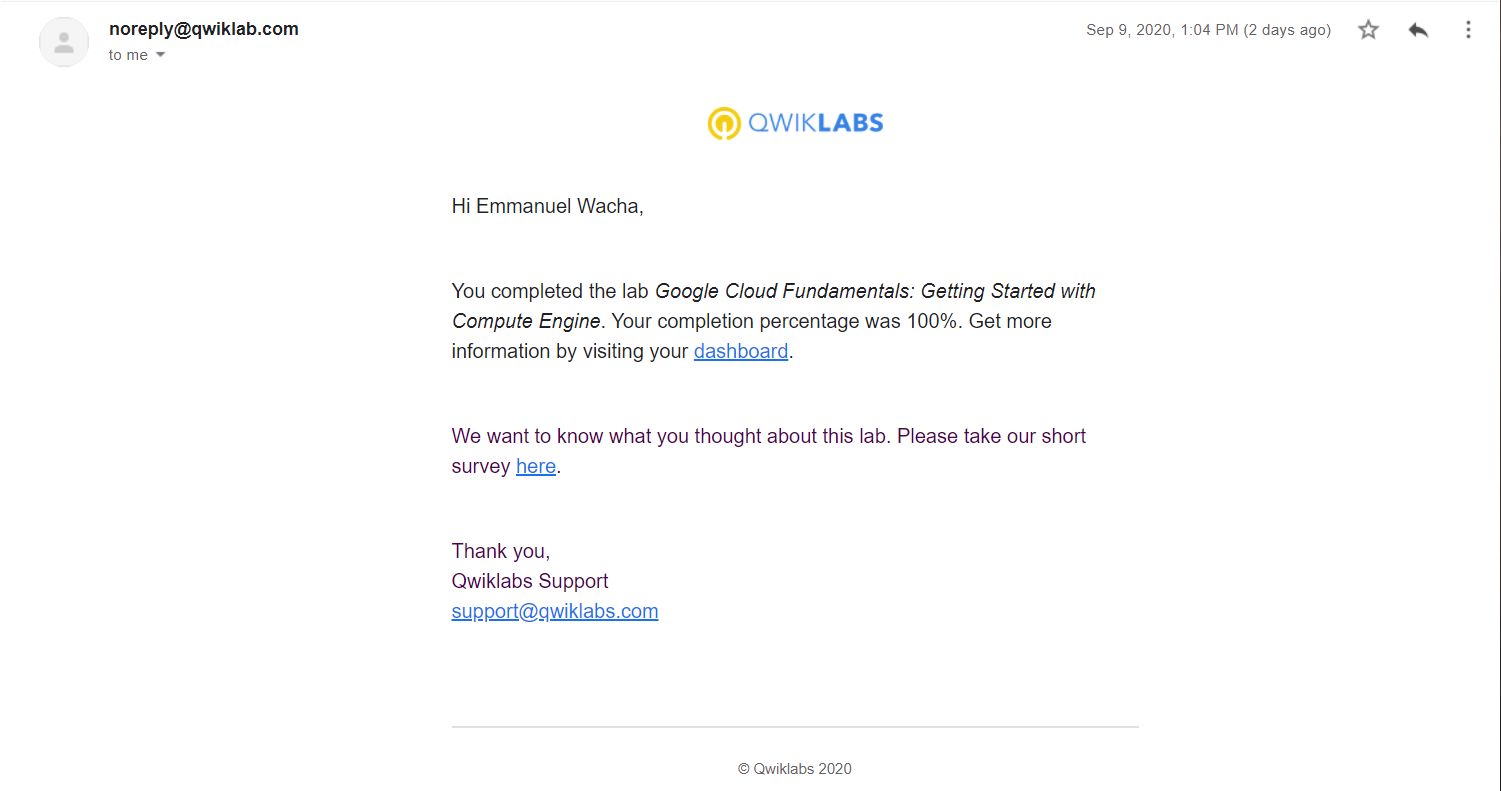 noreply@qwiklab.com
Sep 9, 2020, 1:04 PM (2 days ago)
to me
QWIKLABS
Hi Emmanuel Wacha,
You completed the lab Google Cloud Fundamentals: Getting Started with
Compute Engine. Your completion percentage was 100%. Get more
information by visiting your dashboard.
We want to know what you thought about this lab. Please take our short
survey here.
Thank you,
Qwiklabs Support
support@qwiklabs.com
© Qwiklabs 2020